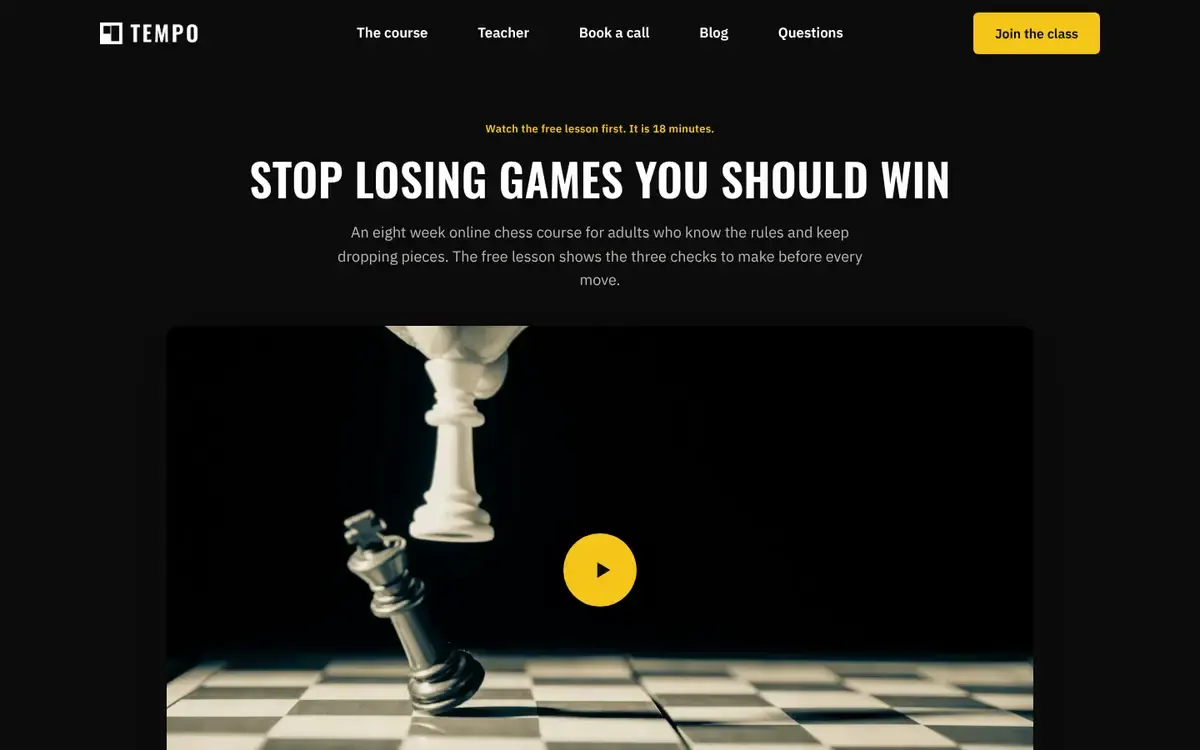 TEMPO
The course
Teacher
Book a call
Blog
Questions
Join the class
Watch the free lesson first. It is 18 minutes.
STOP LOSING GAMES YOU SHOULD WIN
An eight week online chess course for adults who know the rules and keep
dropping pieces. The free lesson shows the three checks to make before every
move.